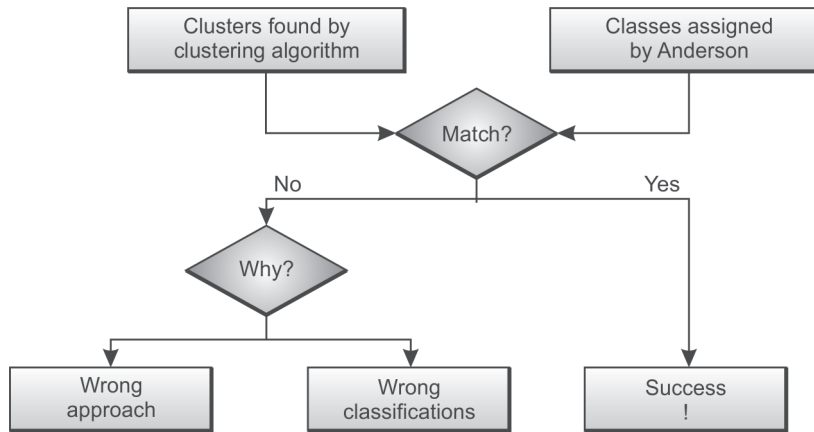 Clusters found by
clustering algorithm
Classes assigned
by Anderson
Match?
No
Yes
Why?
Wrong
approach
Wrong
classifications
Success
!